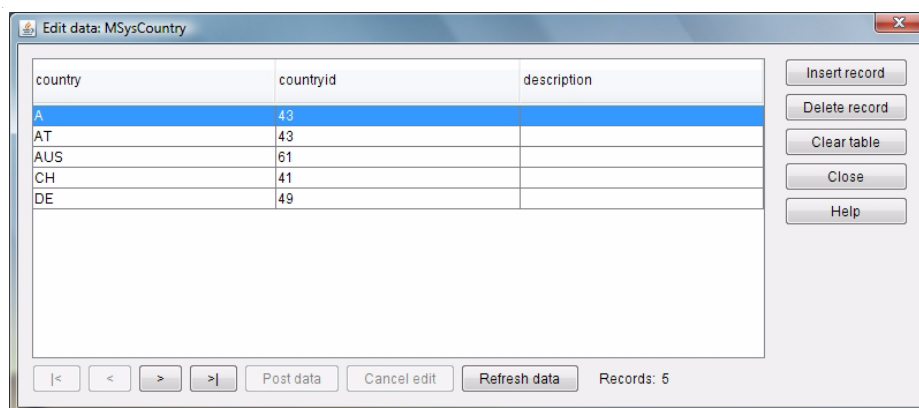 Edit data: MSysCountry
country countryid description
A 43
AT 43
AUS 61
CH 41
DE 49
Insert record
Delete record
Clear table
Close
Help
|< < > >| Post data Cancel edit Refresh data Records: 5